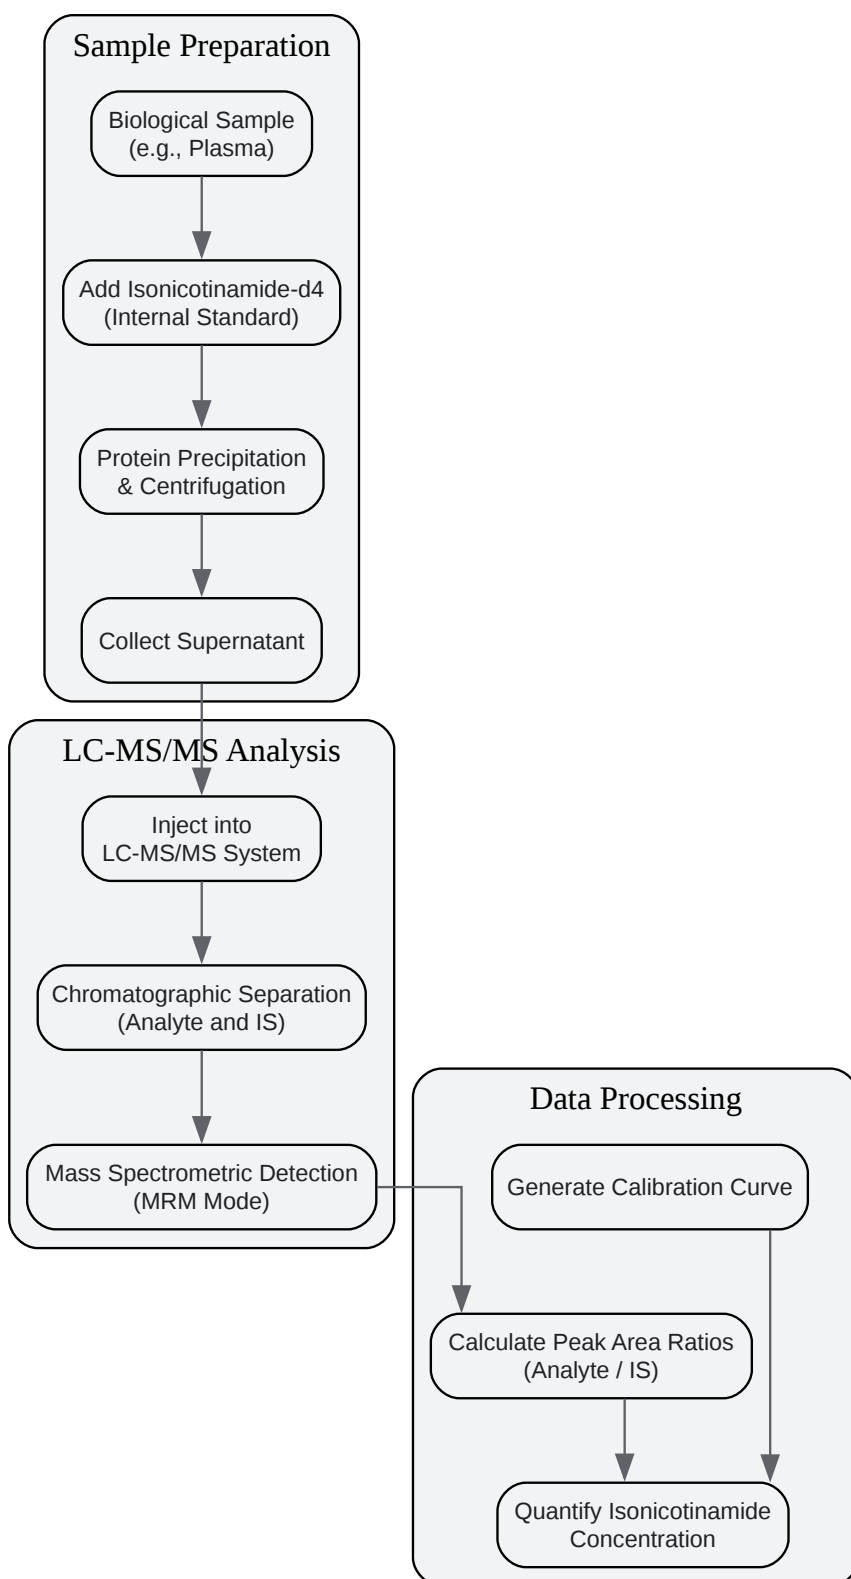 Sample Preparation
Biological Sample
(e.g., Plasma)
Add Isonicotinamide-d4
(Internal Standard)
Protein Precipitation
& Centrifugation
Collect Supernatant
LC-MS/MS Analysis
Inject into
LC-MS/MS System
Chromatographic Separation
(Analyte and IS)
Mass Spectrometric Detection
(MRM Mode)
Data Processing
Generate Calibration Curve
Calculate Peak Area Ratios
(Analyte / IS)
Quantify Isonicotinamide
Concentration